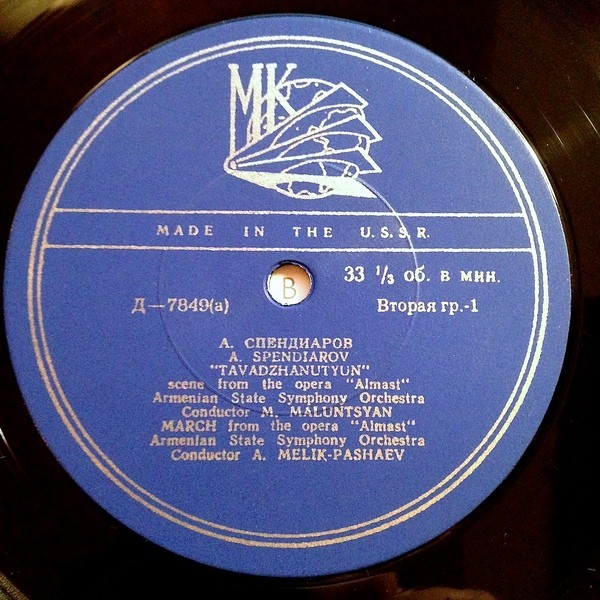 МК
MADE IN THE U.S.S.R.
33 1/3 об. в мин.
В
Д—7849(а)
Вторая гр.-1
А. СПЕНДИАРОВ
A. SPENDIAROV
"TAVADZHANUTYUN"
scene from the opera "Almast"
Armenian State Symphony Orchestra
Conductor M. MALUNTSYAN
MARCH from the opera "Almast"
Armenian State Symphony Orchestra
Conductor A. MELIK-PASHAEV